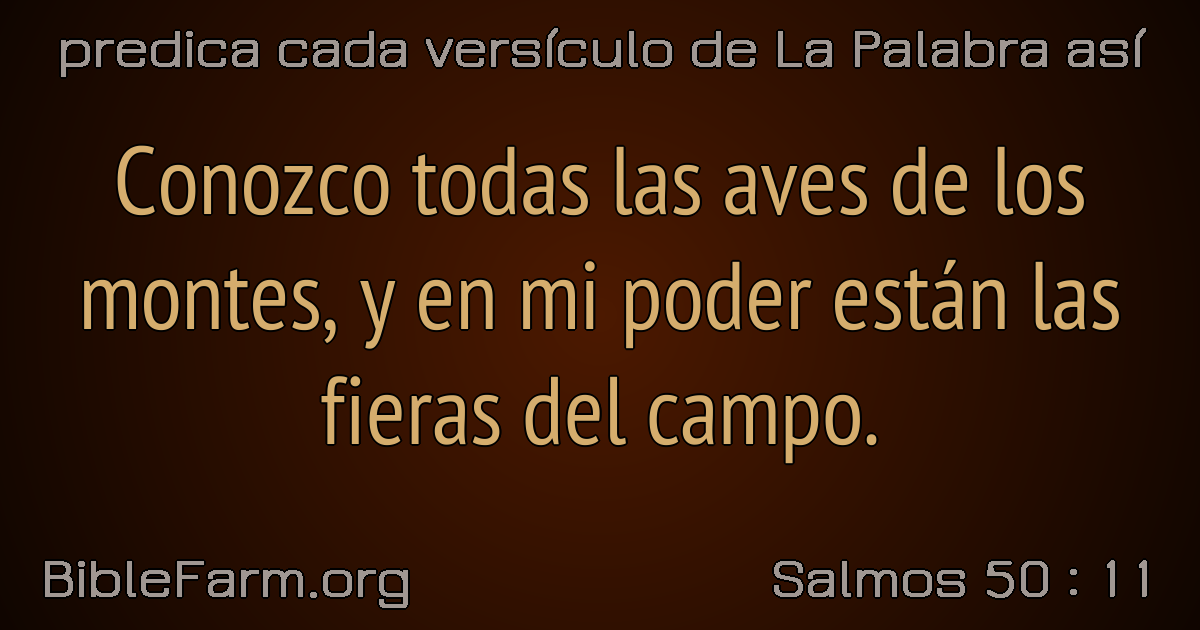 predica cada versículo de La Palabra así
Conozco todas las aves de los
montes, y en mi poder están las
fieras del campo.
BibleFarm.org
Salmos 50 : 11